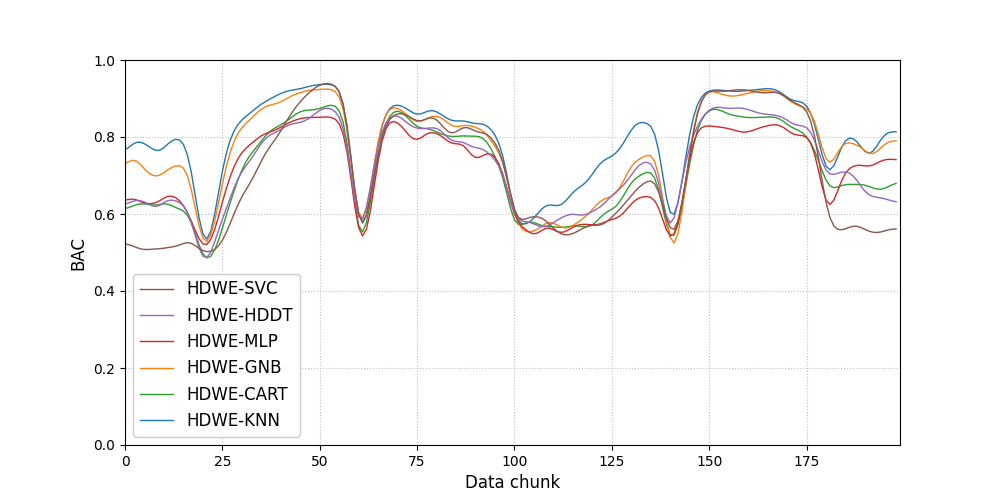 1.0
0.8
0.6
0.4
0.2
0.0
BAC
HDWE-SVC
HDWE-HDDT
HDWE-MLP
HDWE-GNB
HDWE-CART
HDWE-KNN
0 25 50 75 100 125 150 175
Data chunk